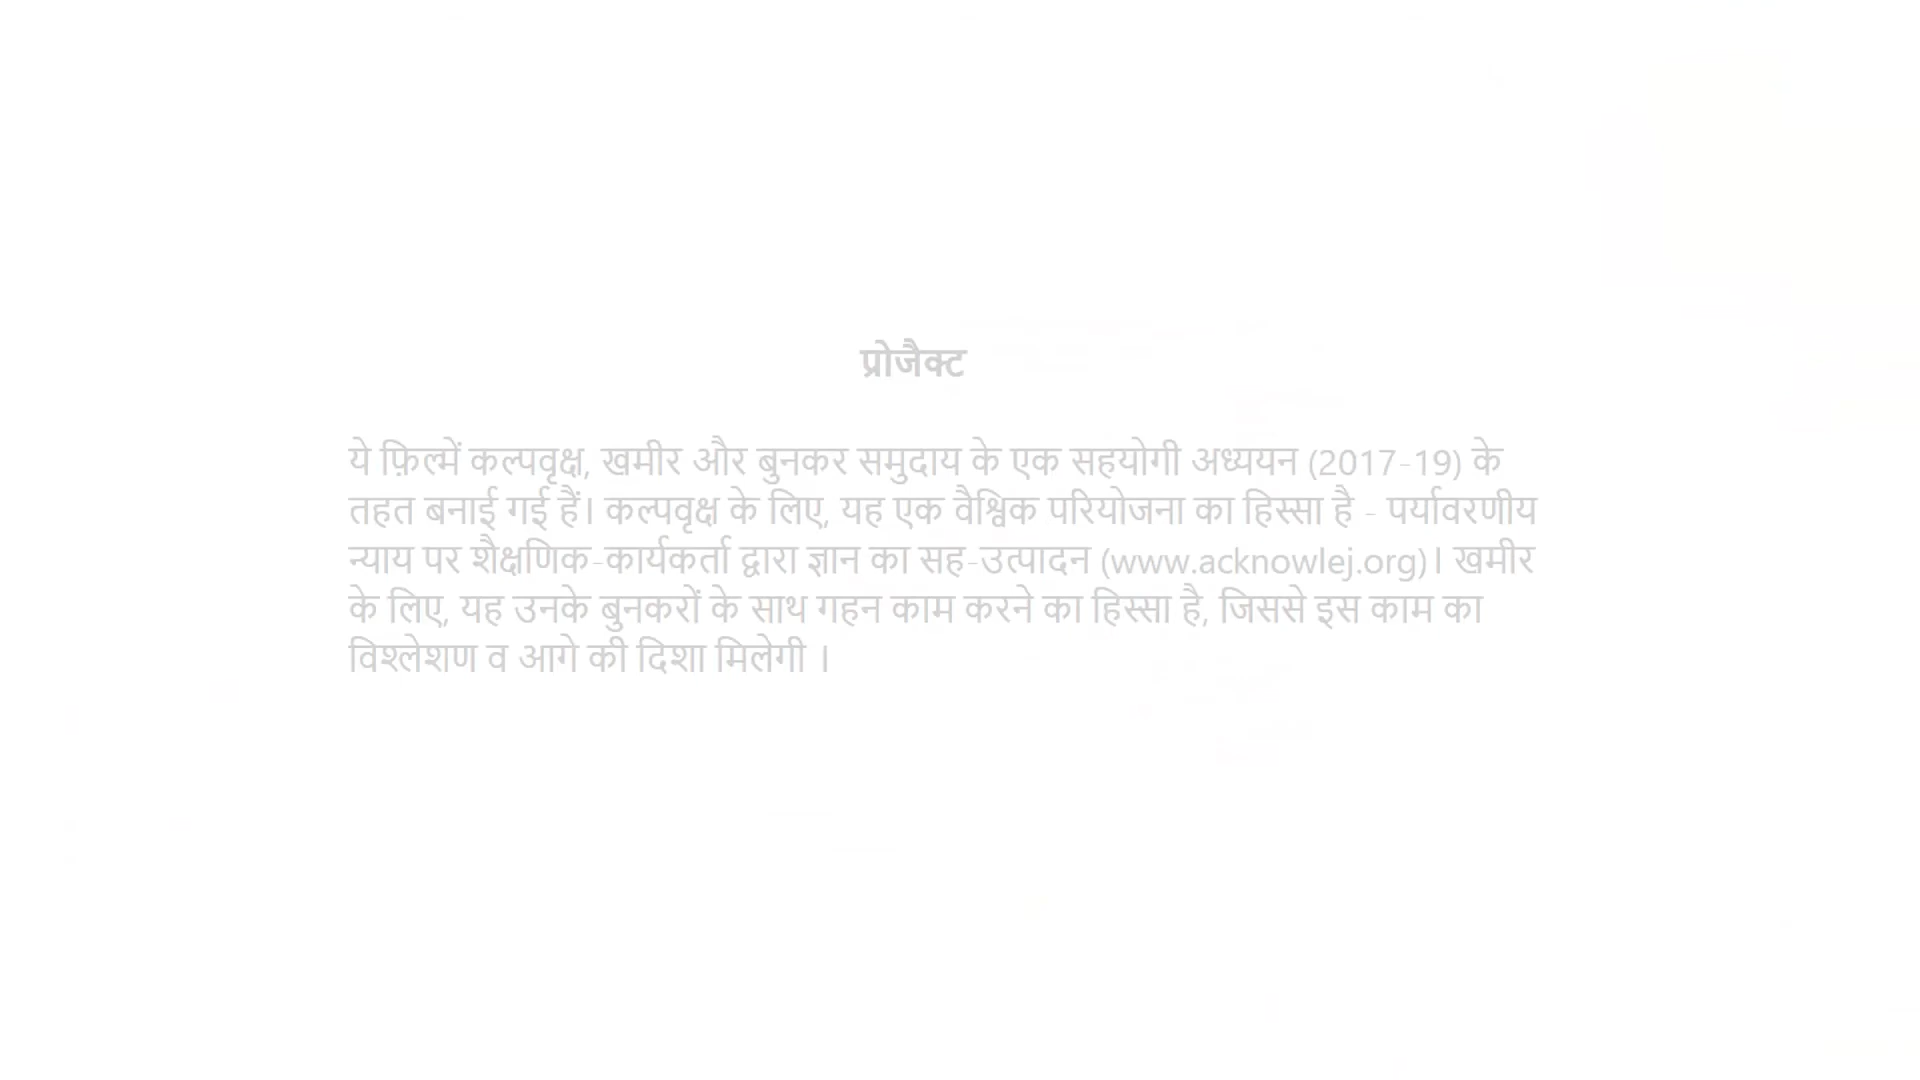 प्रोजैक्ट
ये फ़िल्में कल्पवृक्ष, खमीर और बुनकर समुदाय के एक सहयोगी अध्ययन (2017-19) के
तहत बनाई गई हैं। कल्पवृक्ष के लिए, यह एक वैश्विक परियोजना का हिस्सा है - पर्यावरणीय
न्याय पर शैक्षणिक-कार्यकर्ता द्वारा ज्ञान का सह-उत्पादन (www.acknowlej.org)। खमीर
के लिए, यह उनके बुनकरों के साथ गहन काम करने का हिस्सा है, जिससे इस काम का
विश्लेशण व आगे की दिशा मिलेगी ।